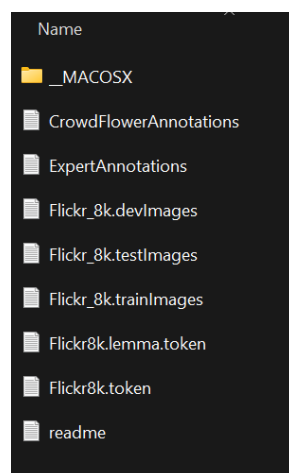 Name
__MACOSX
CrowdFlowerAnnotations
ExpertAnnotations
Flickr_8k.devImages
Flickr_8k.testImages
Flickr_8k.trainImages
Flickr8k.lemma.token
Flickr8k.token
readme